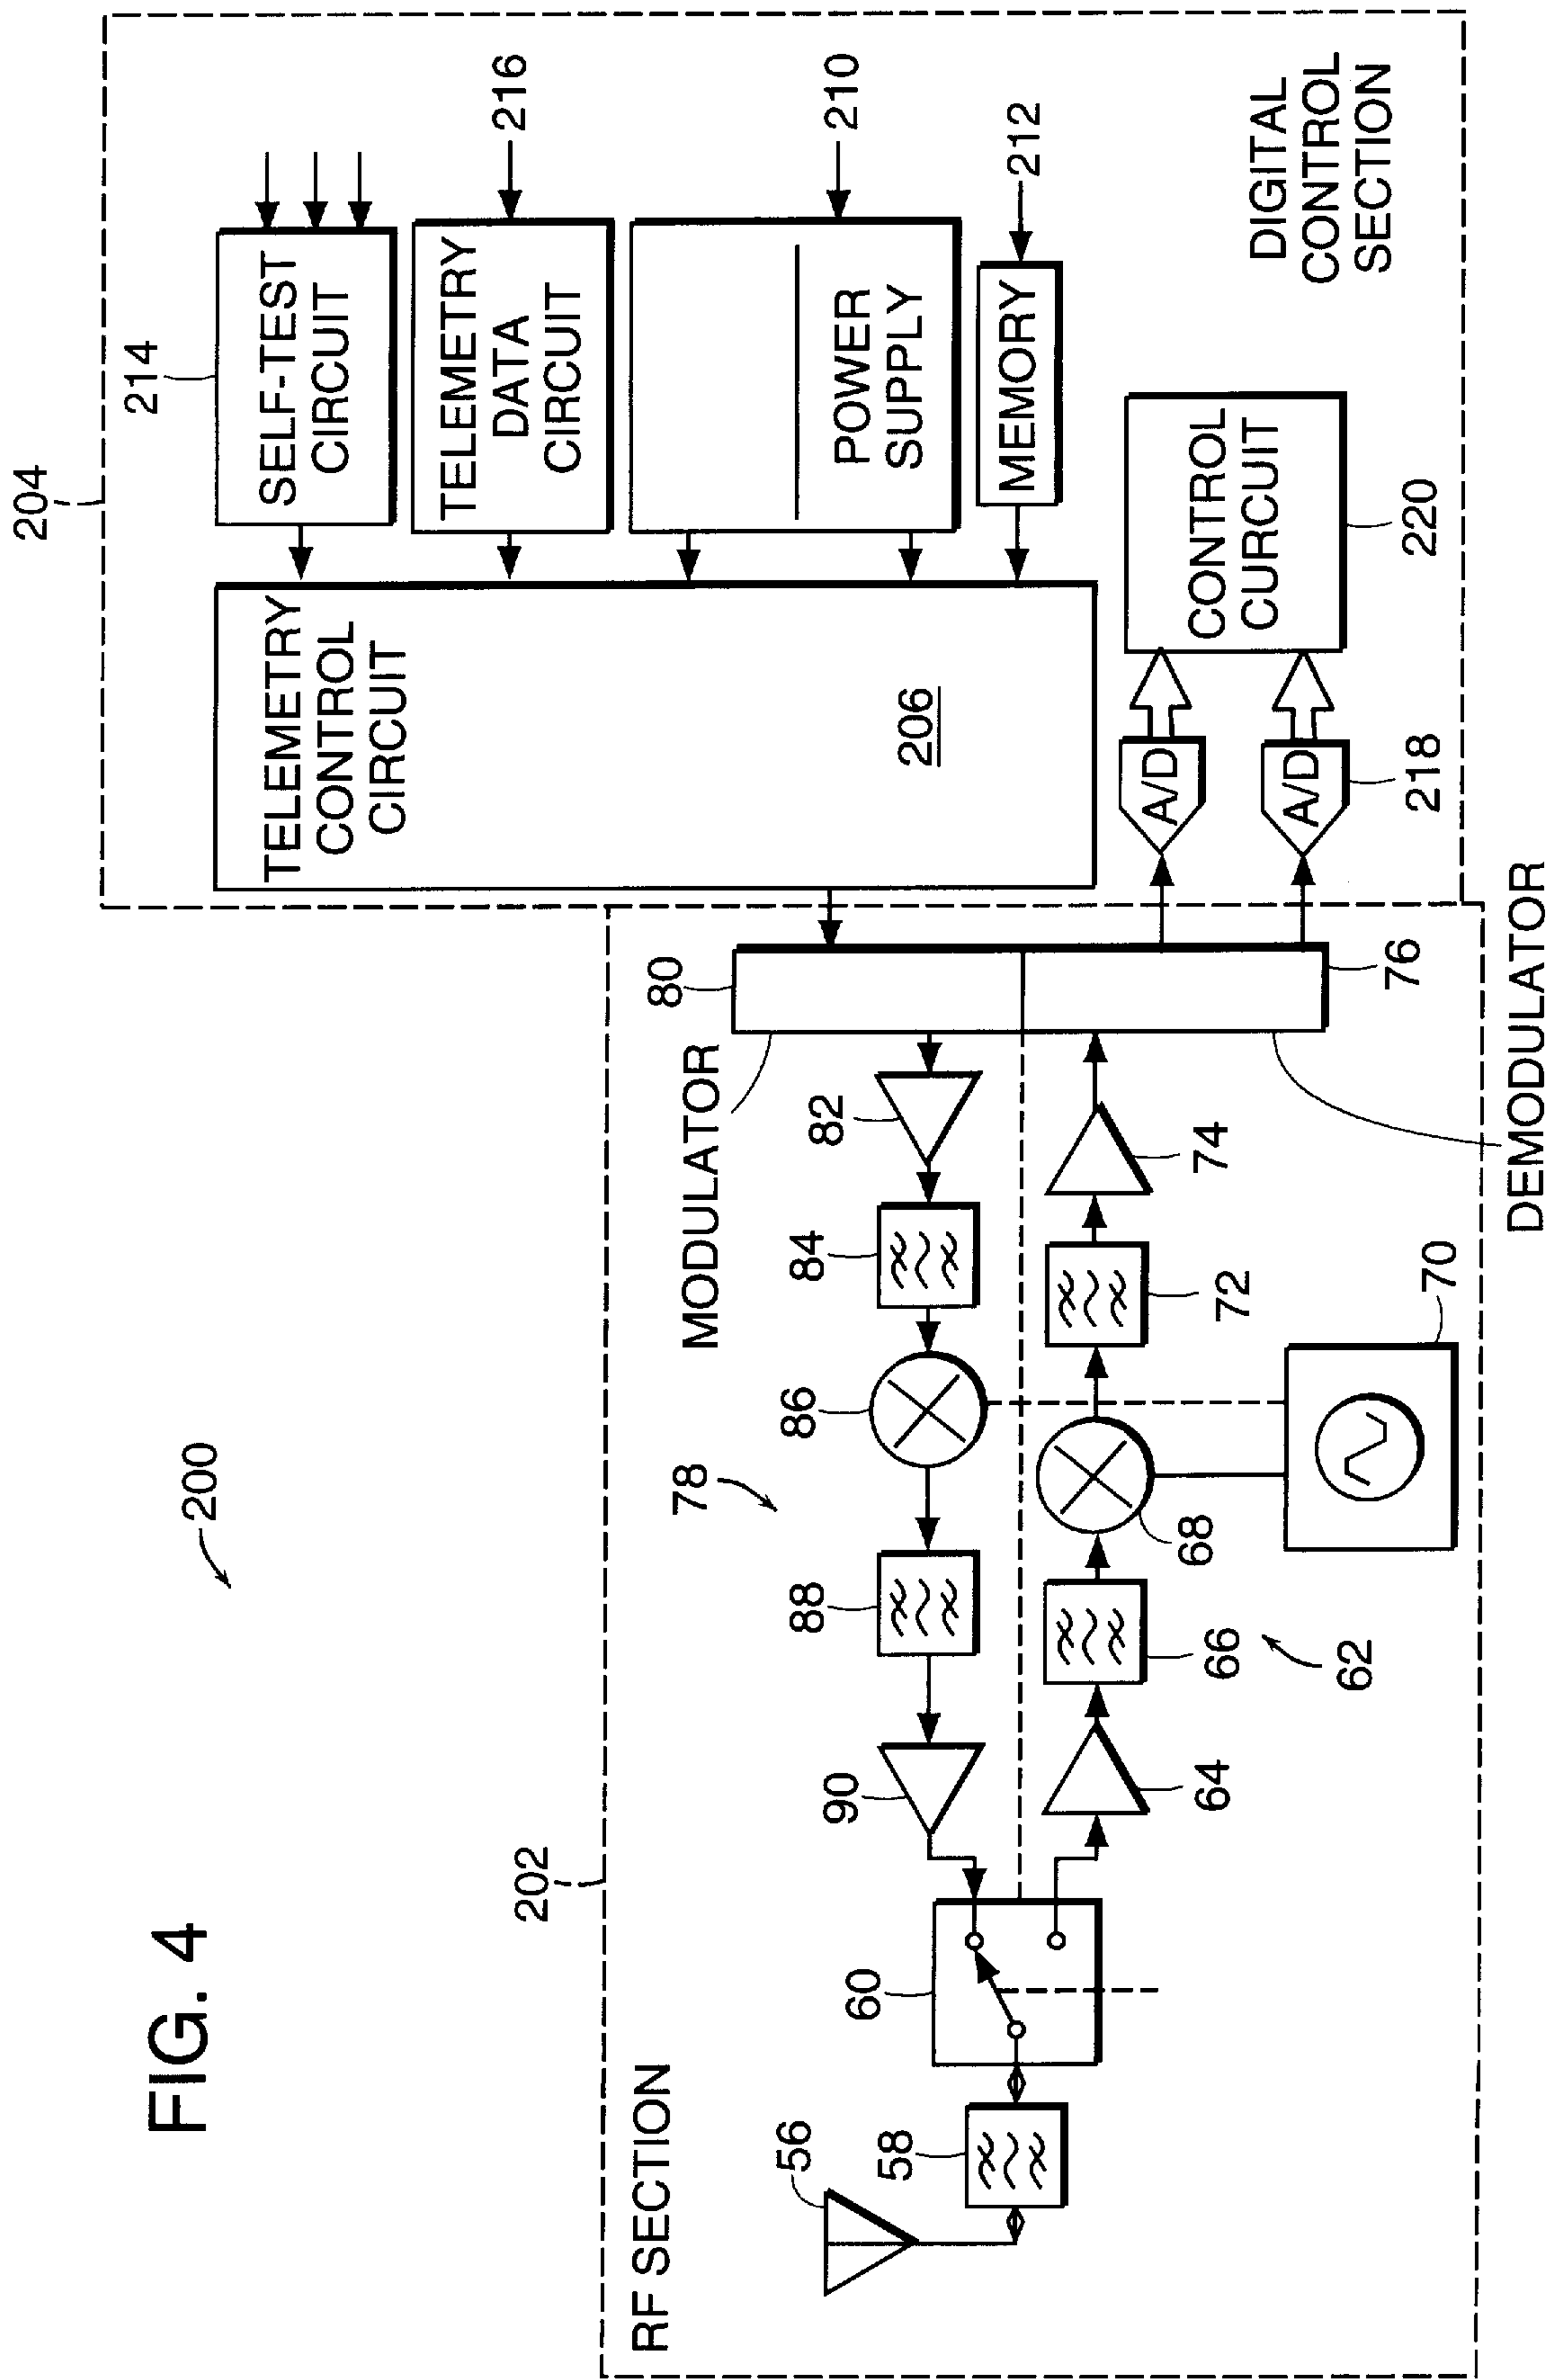 FIG. 4
200
204
202
RF SECTION
56
58
60
90
88
78
86
84
82
MODULATOR
80
64
66
62
68
70
72
74
76
DEMODULATOR
TELEMETRY
CONTROL
CIRCUIT
206
214
SELF-TEST
CIRCUIT
TELEMETRY
DATA
CIRCUIT
216
POWER
SUPPLY
210
MEMORY
212
A/D
A/D
218
CONTROL
CURCUIT
220
DIGITAL
CONTROL
SECTION